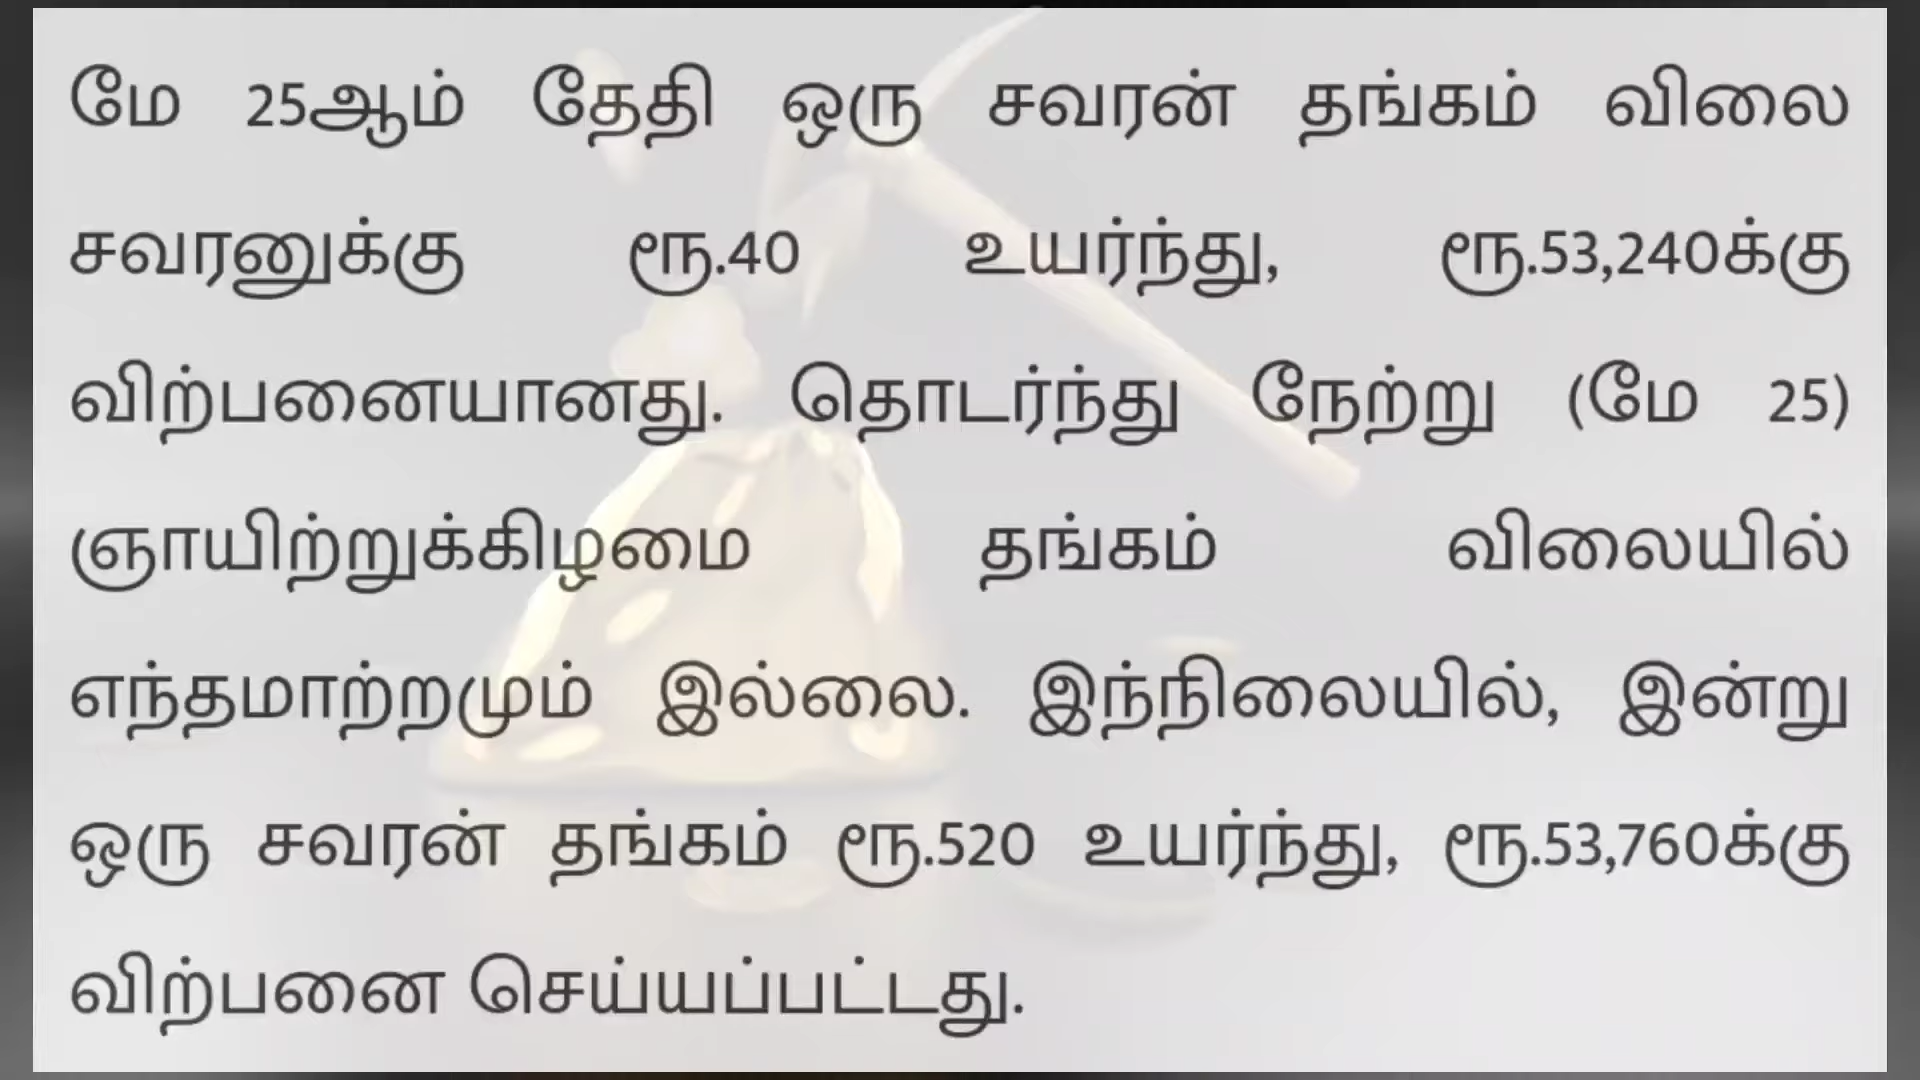 மே 25ஆம் தேதி ஒரு சவரன் தங்கம் விலை
சவரனுக்கு ரூ.40 உயர்ந்து, ரூ.53,240க்கு
விற்பனையானது. தொடர்ந்து நேற்று (மே 25)
ஞாயிற்றுக்கிழமை தங்கம் விலையில்
எந்தமாற்றமும் இல்லை. இந்நிலையில், இன்று
ஒரு சவரன் தங்கம் ரூ.520 உயர்ந்து, ரூ.53,760க்கு
விற்பனை செய்யப்பட்டது.